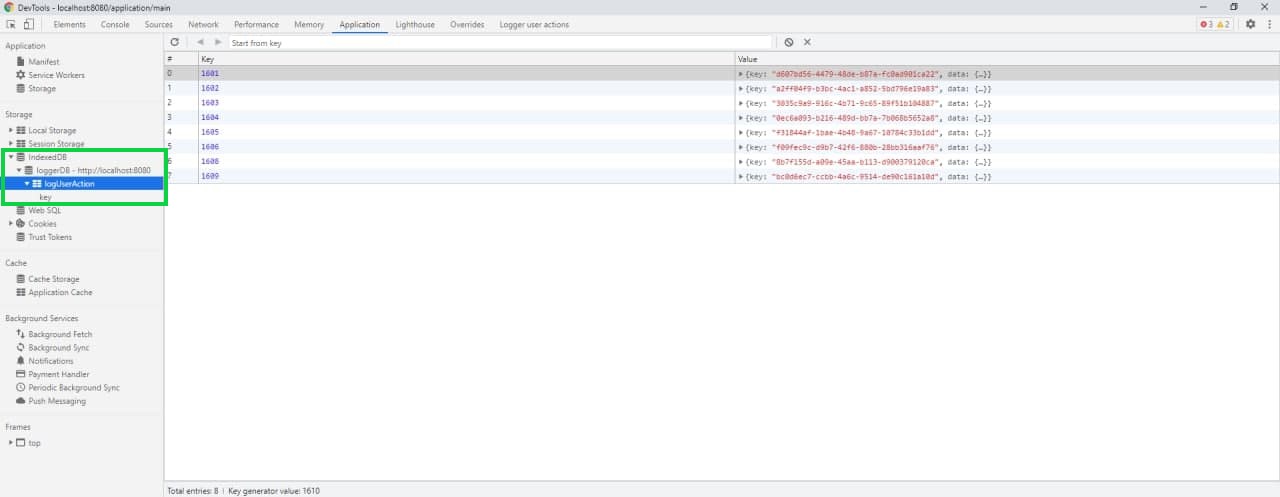 DevTools - localhost:8080/application/main
Elements Console Sources Network Performance Memory Application Lighthouse Overrides Logger user actions 3 2
Application
Manifest
Service Workers
Storage
Storage
Local Storage
Session Storage
IndexedDB
loggerDB - http://localhost:8080
logUserAction
key
Web SQL
Cookies
Trust Tokens
Cache
Cache Storage
Application Cache
Background Services
Background Fetch
Background Sync
Notifications
Payment Handler
Periodic Background Sync
Push Messaging
Frames
top
Start from key
# Key Value
0 1601 {key: "d607bd56-4479-48de-b87a-fc0ad901ca22", data: {…}}
1 1602 {key: "a2ff04f9-b3bc-4ac1-a852-5bd796e19a83", data: {…}}
2 1603 {key: "3035c9a9-916c-4b71-9c65-89f51b104887", data: {…}}
3 1604 {key: "0ec6a093-b216-489d-bb7a-7b068b5652a8", data: {…}}
4 1605 {key: "f31844af-1bae-4b48-9a67-10784c33b1dd", data: {…}}
5 1606 {key: "f09fec9c-d9b7-42f6-880b-28bb316aaf76", data: {…}}
6 1608 {key: "8b7f155d-a09e-45aa-b113-d900379120ca", data: {…}}
7 1609 {key: "bc0d6ec7-ccbb-4a6c-9514-de90c161a10d", data: {…}}
Total entries: 8 Key generator value: 1610